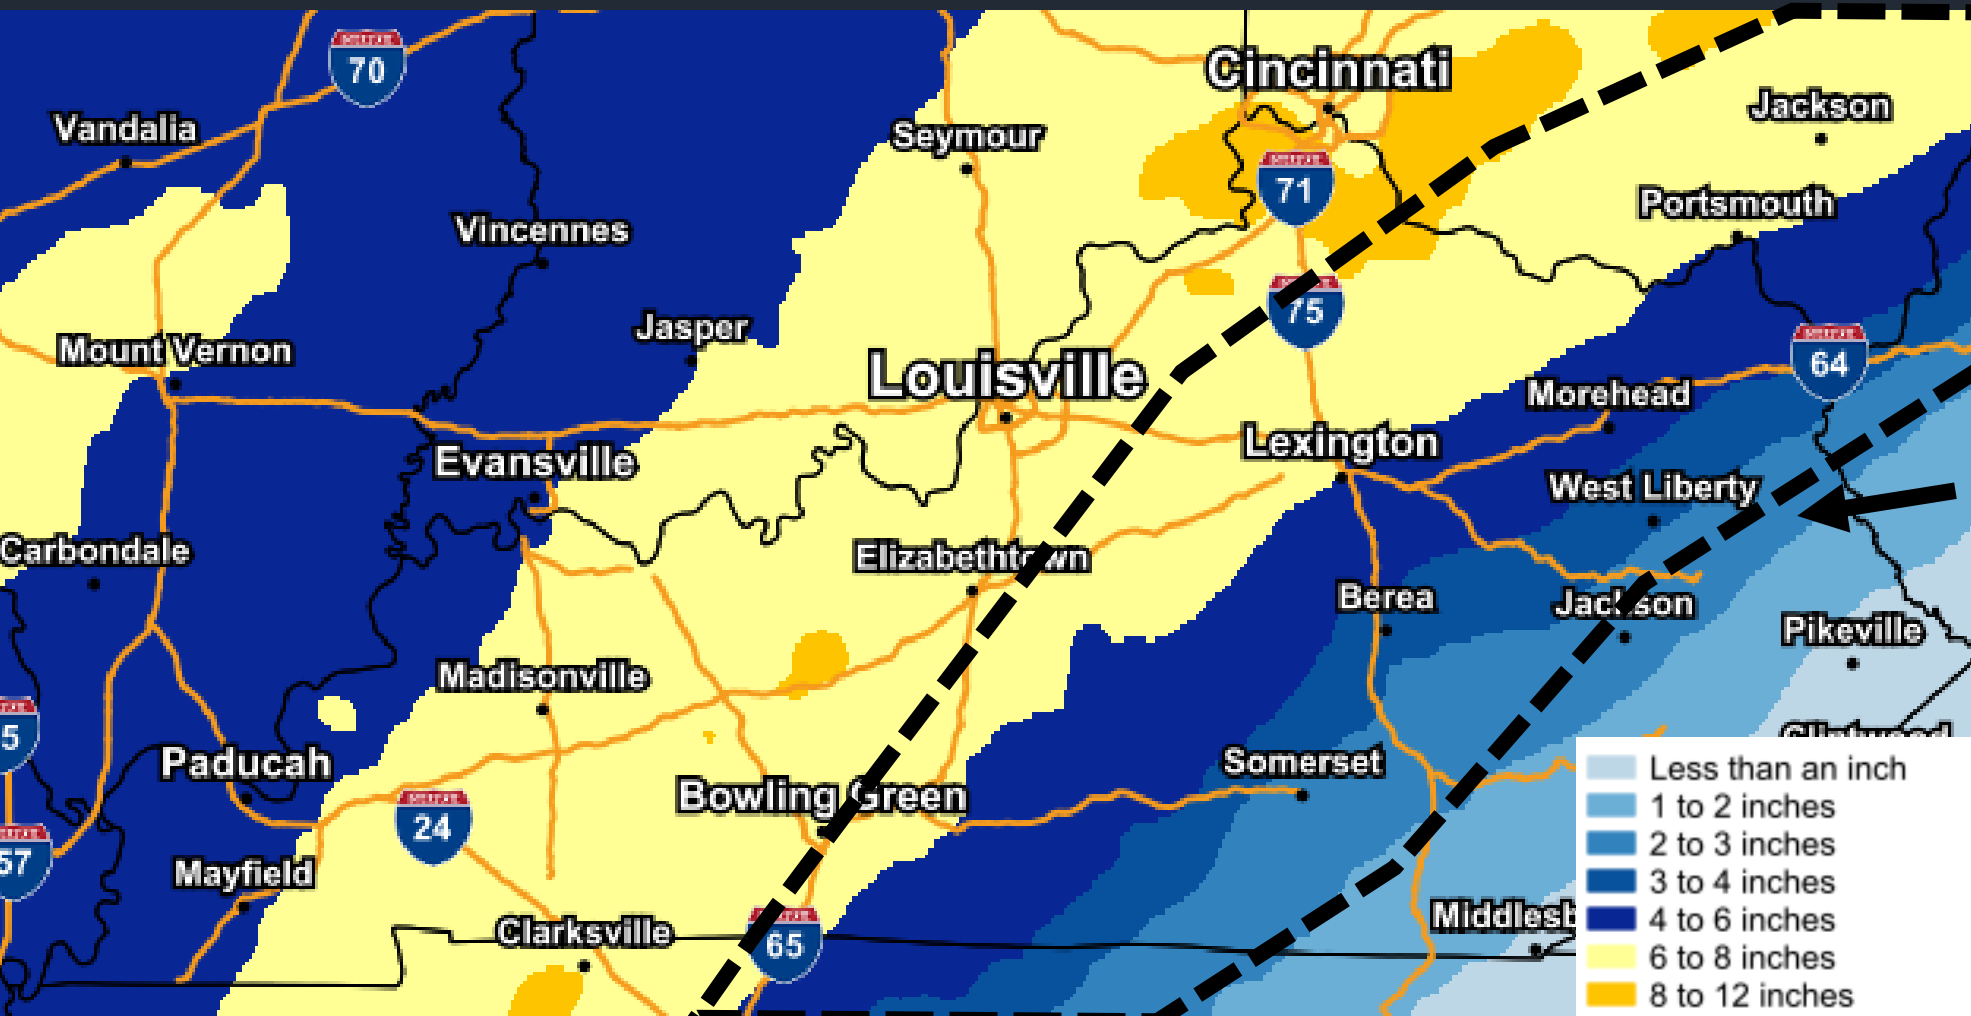 70
Cincinnati
Vandalia
Seymour
Jackson
71
Portsmouth
Vincennes
75
Jasper
Mount Vernon
Louisville
64
Morehead
Lexington
Evansville
West Liberty
Carbondale
Elizabethtown
Berea
Jackson
Pikeville
Madisonville
5
Paducah
Somerset
Bowling Green
24
57
Mayfield
Clarksville
65
Middlesb
Less than an inch
1 to 2 inches
2 to 3 inches
3 to 4 inches
4 to 6 inches
6 to 8 inches
8 to 12 inches